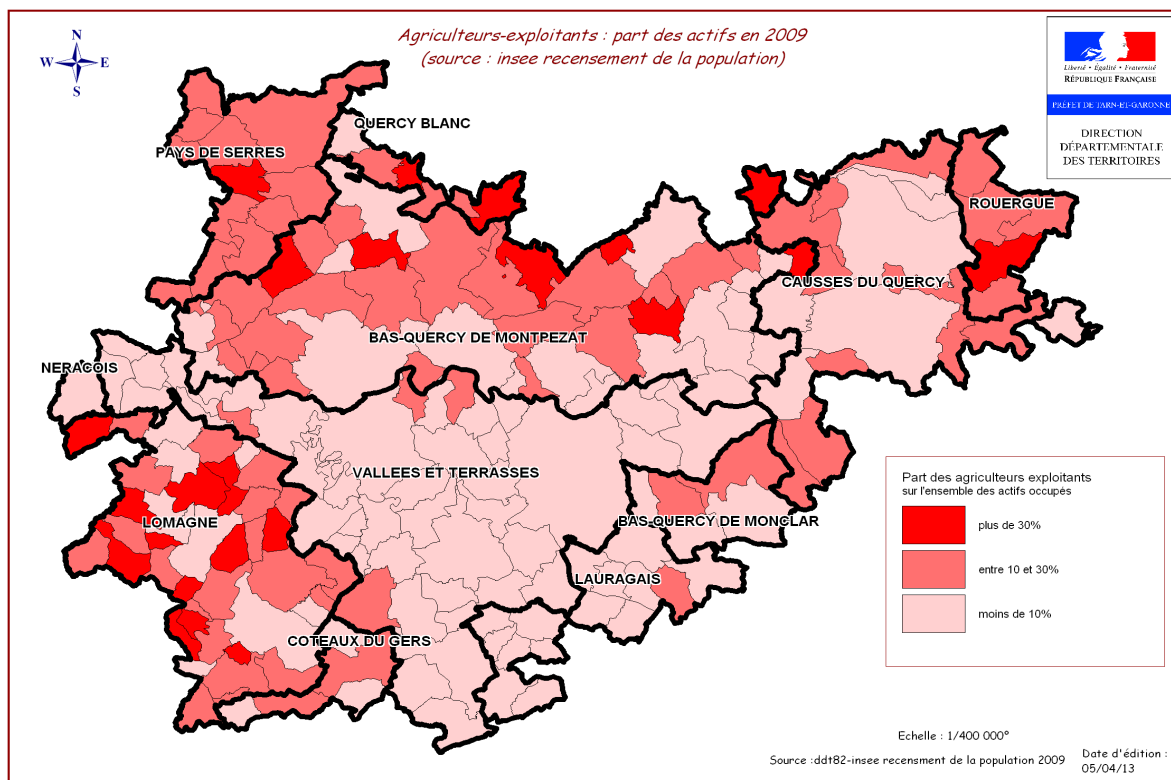 Agriculteurs-exploitants : part des actifs en 2009
(source : insee recensement de la population)
N
W E
S
Liberté • Égalité • Fraternité
RÉPUBLIQUE FRANÇAISE
PRÉFET DE TARN-ET-GARONNE
DIRECTION
DÉPARTEMENTALE
DES TERRITOIRES
QUERCY BLANC
PAYS DE SERRES
ROUERGUE
CAUSSES DU QUERCY
BAS-QUERCY DE MONTPEZAT
NERACOIS
VALLEES ET TERRASSES
LOMAGNE
BAS-QUERCY DE MONCLAR
LAURAGAIS
COTEAUX DU GERS
Part des agriculteurs exploitants
sur l'ensemble des actifs occupés
plus de 30%
entre 10 et 30%
moins de 10%
Echelle : 1/400 000°
Source :ddt82-insee recensment de la population 2009
Date d'édition :
05/04/13